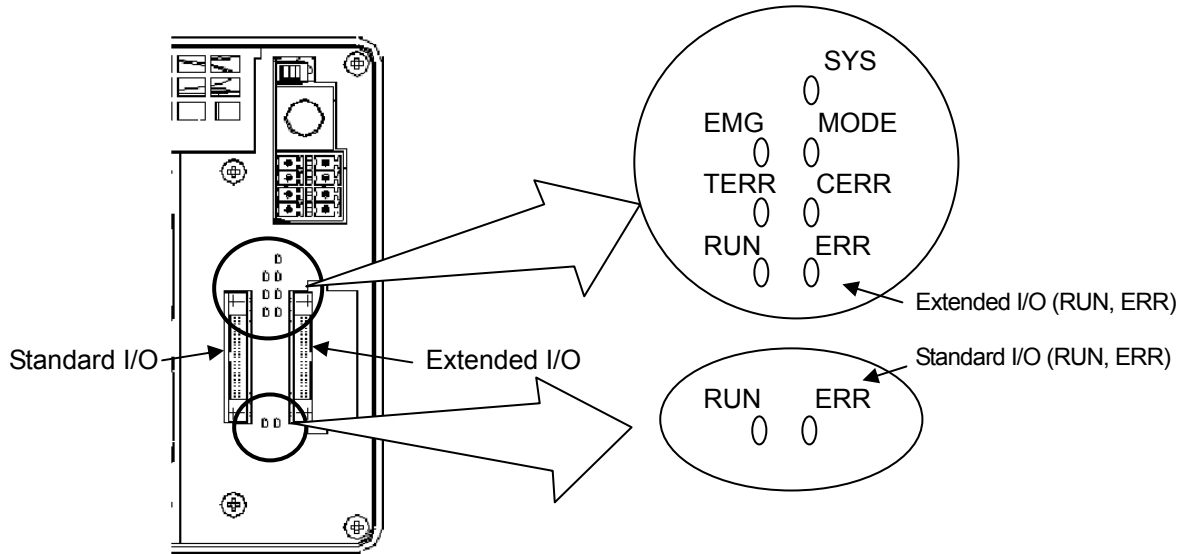 SYS
EMG MODE
TERR CERR
RUN ERR
Extended I/O (RUN, ERR)
Standard I/O
Extended I/O
Standard I/O (RUN, ERR)
RUN ERR